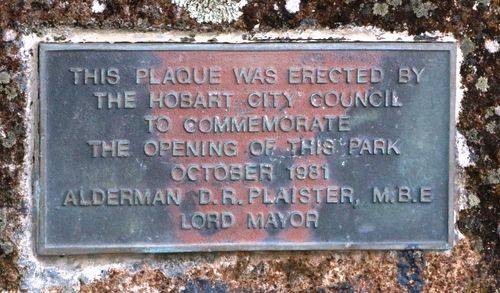 THIS PLAQUE WAS ERECTED BY
THE HOBART CITY COUNCIL
TO COMMEMORATE
THE OPENING OF THIS PARK
OCTOBER 1981
ALDERMAN D.R. PLAISTER, M.B.E
LORD MAYOR